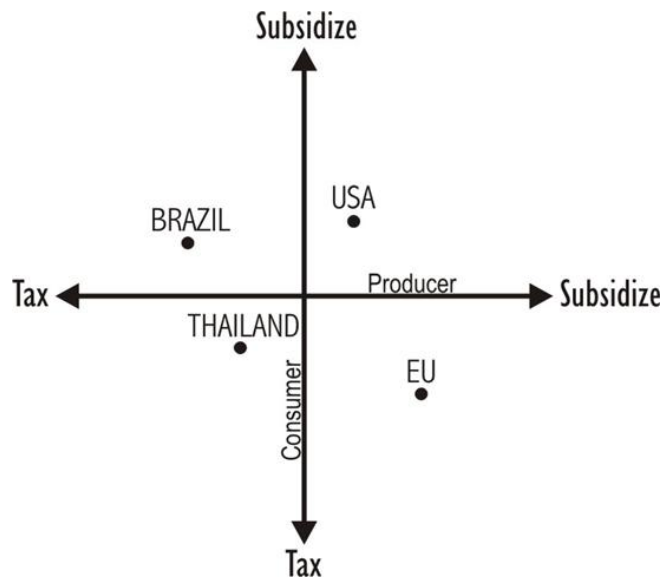 Subsidize
USA
BRAZIL
Producer
Tax
Subsidize
THAILAND
EU
Consumer
Tax